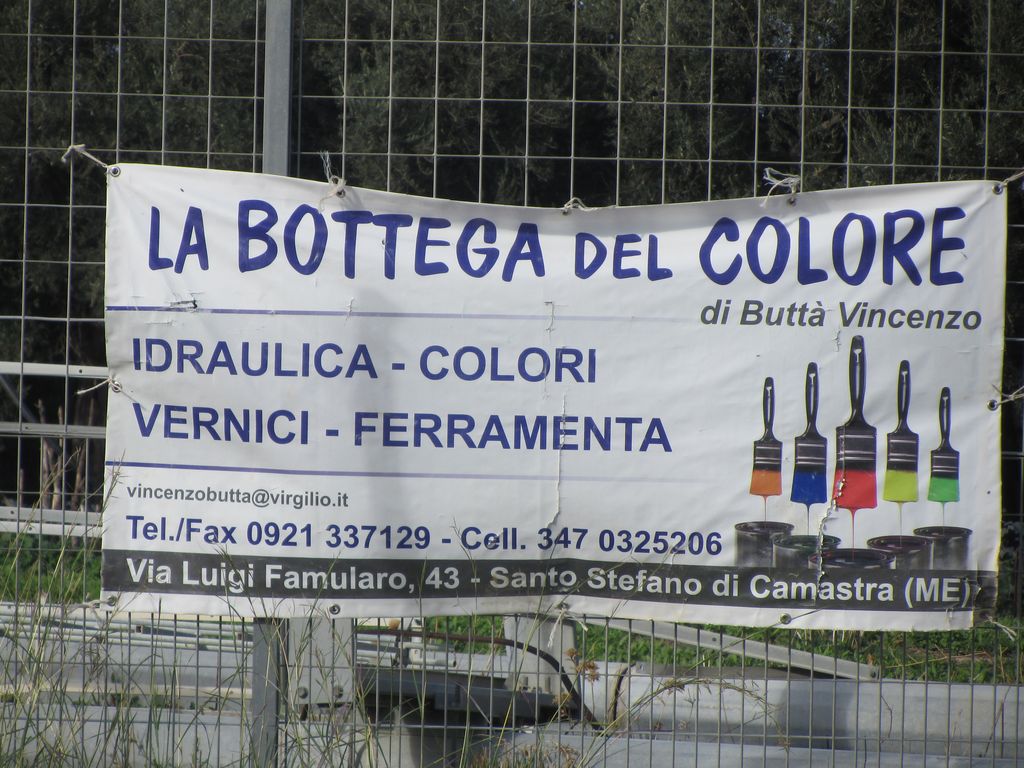 LA BOTTEGA DEL COLORE
di Buttà Vincenzo
IDRAULICA - COLORI
VERNICI - FERRAMENTA
vincenzobutta@virgilio.it
Tel./Fax 0921 337129 - Cell. 347 0325206
Via Luigi Famularo, 43 - Santo Stefano di Camastra (ME)